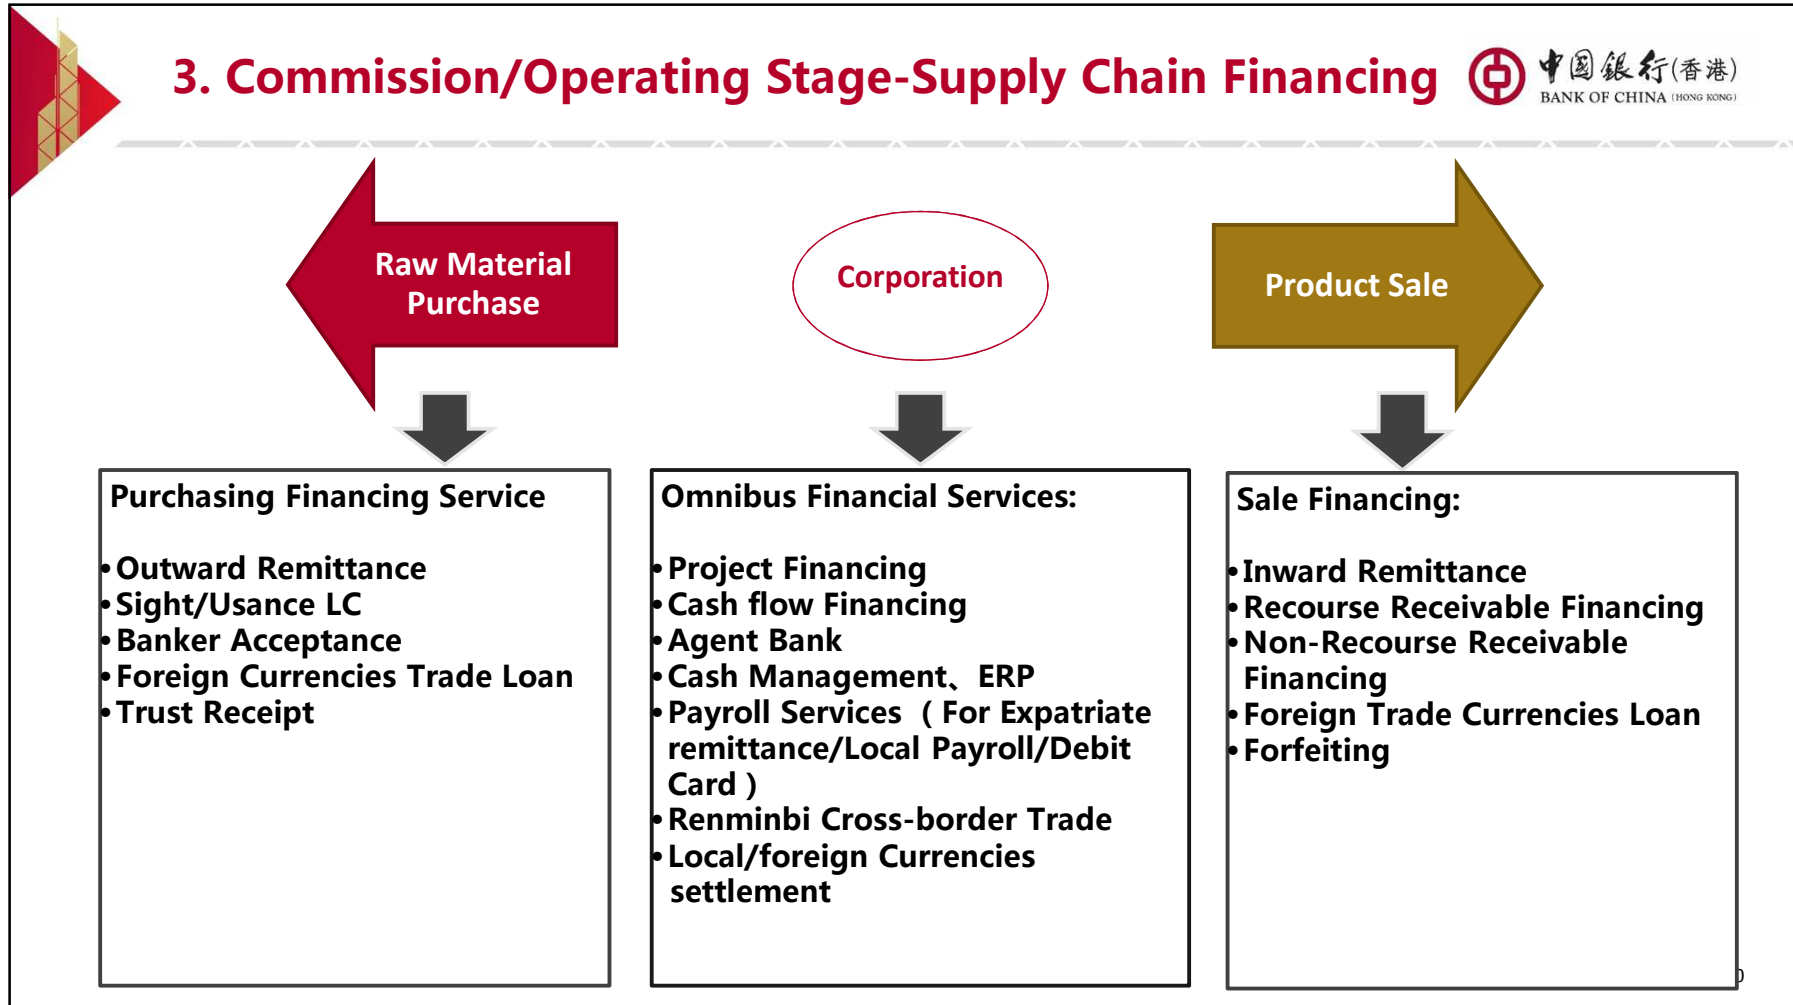 3. Commission/Operating Stage-Supply Chain Financing
中国銀行(香港)
BANK OF CHINA (HONG KONG)
Raw Material
Purchase
Corporation
Product Sale
Purchasing Financing Service
•Outward Remittance
•Sight/Usance LC
•Banker Acceptance
•Foreign Currencies Trade Loan
•Trust Receipt
Omnibus Financial Services:
•Project Financing
•Cash flow Financing
•Agent Bank
•Cash Management、ERP
•Payroll Services （For Expatriate
remittance/Local Payroll/Debit
Card）
•Renminbi Cross-border Trade
•Local/foreign Currencies
settlement
Sale Financing:
•Inward Remittance
•Recourse Receivable Financing
•Non-Recourse Receivable
Financing
•Foreign Trade Currencies Loan
•Forfeiting